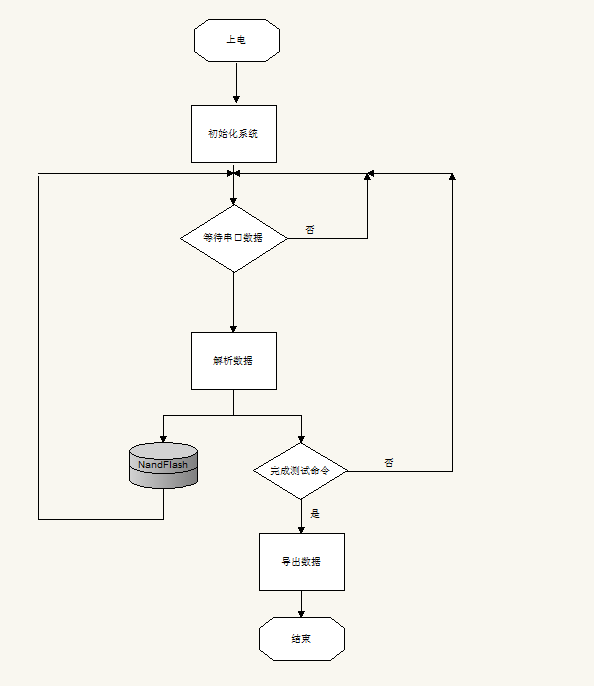 上电
初始化系统
等待串口数据
否
解析数据
NandFlash
完成测试命令
否
是
导出数据
结束